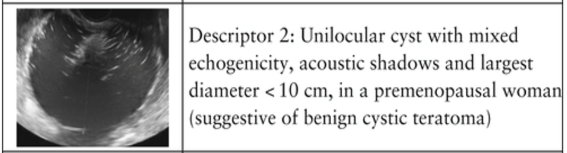 Descriptor 2: Unilocular cyst with mixed
echogenicity, acoustic shadows and largest
diameter < 10 cm, in a premenopausal woman
(suggestive of benign cystic teratoma)